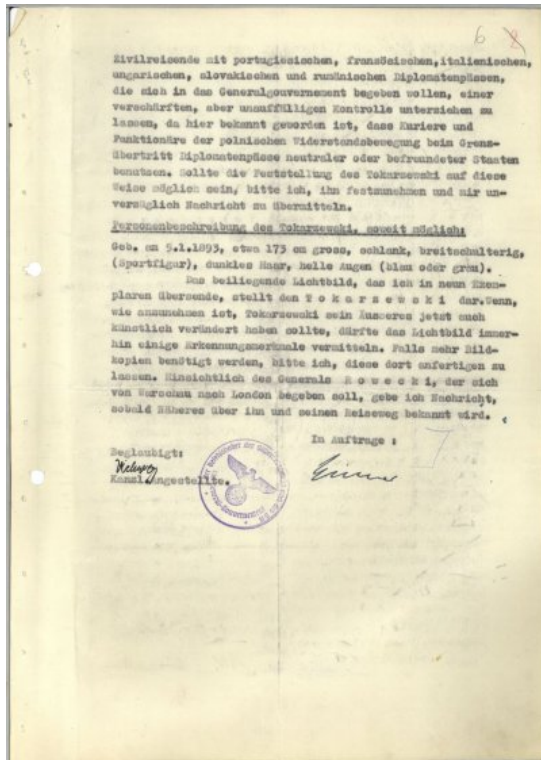 6 8
Zivilreisende mit portugiesischen, französischen, italienischen,
ungarischen, slovakischen und rumänischen Diplomatenpässen,
die sich in das Generalgouvernement begeben wollen, einer
verschärften, aber unauffälligen Kontrolle unterziehen zu
lassen, da hier bekannt geworden ist, dass Kuriere und
Funktionäre der polnischen Widerstandsbewegung beim Grenz-
übertritt Diplomatenpässe neutraler oder befreundeter Staaten
benutzen. Sollte die Feststellung des Tokarzewski auf diese
Weise möglich sein, bitte ich, ihn festzunehmen und mir un-
verzüglich Nachricht zu übermitteln.
Personenbeschreibung des Tokarzewski, soweit möglich:
Geb. am 5.1.1893, etwa 173 cm gross, schlank, breitschulterig,
(Sportfigur), dunkles Haar, helle Augen (blau oder grau).
Das beiliegende Lichtbild, das ich in neun Exem-
plaren übersende, stellt den T o k a r z e w s k i dar. Wenn,
wie anzunehmen ist, Tokarzewski sein Äusseres jetzt auch
künstlich verändert haben sollte, dürfte das Lichtbild immer-
hin einige Erkennungsmerkmale vermitteln. Falls mehr Bild-
kopien benötigt werden, bitte ich, diese dort anfertigen zu
lassen. Hinsichtlich des Generals R o w e c k i, der sich
von Warschau nach London begeben soll, gebe ich Nachricht,
sobald Näheres über ihn und seinen Reiseweg bekannt wird.
In Auftrage :
7
Beglaubigt:
Kanzleiangestellte.